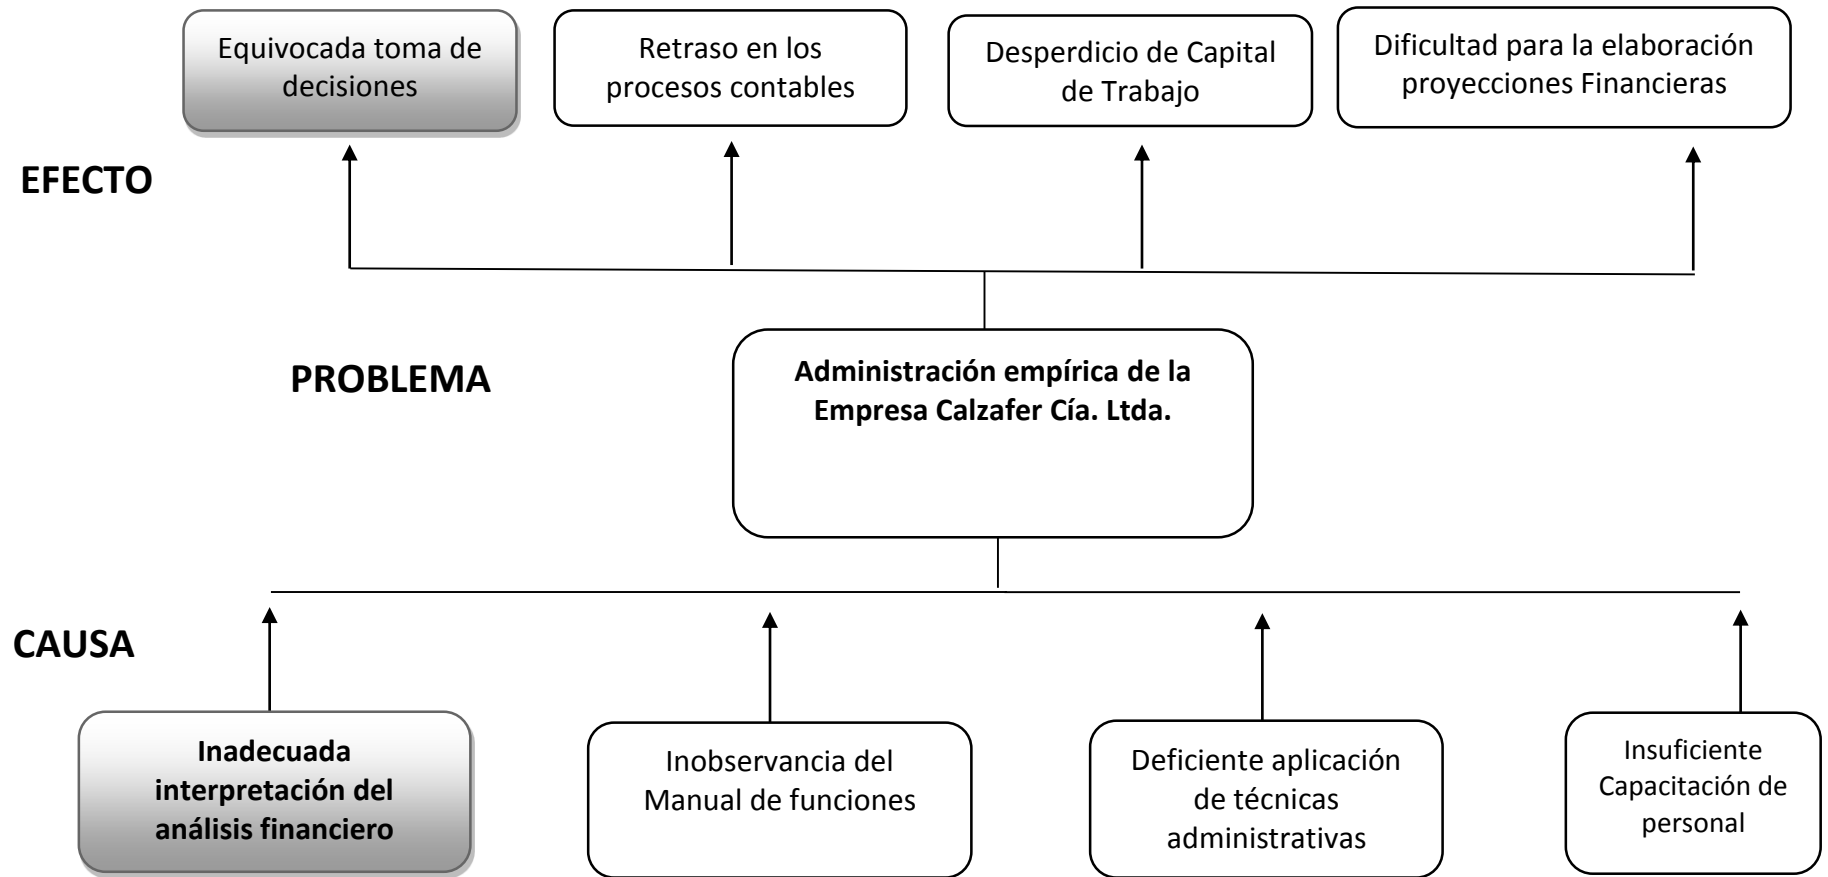 Equivocada toma de
decisiones
Retraso en los
procesos contables
Desperdicio de Capital
de Trabajo
Dificultad para la elaboración
proyecciones Financieras
EFECTO
PROBLEMA
Administración empírica de la
Empresa Calzafer Cía. Ltda.
CAUSA
Inadecuada
interpretación del
análisis financiero
Inobservancia del
Manual de funciones
Deficiente aplicación
de técnicas
administrativas
Insuficiente
Capacitación de
personal